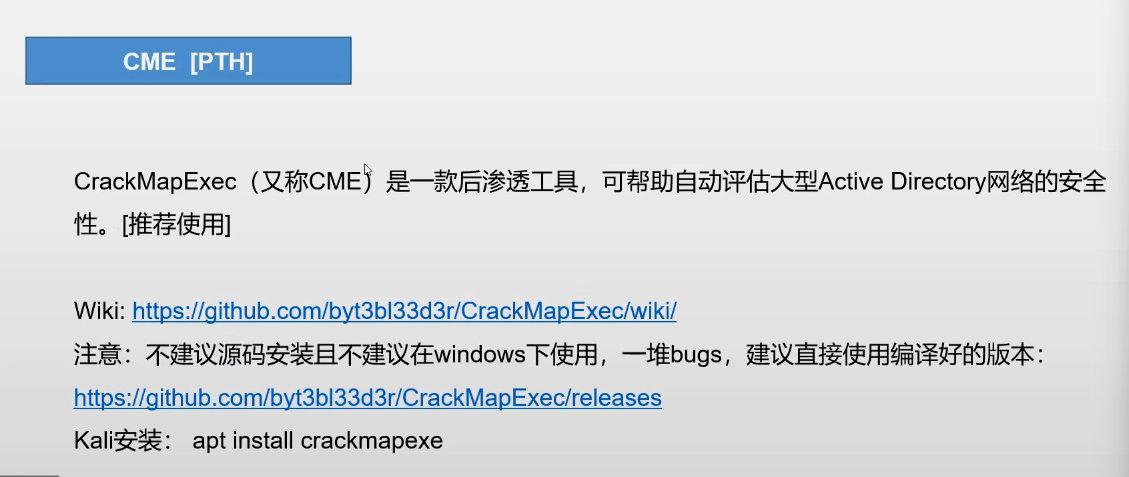 CME [PTH]
CrackMapExec（又称CME）是一款后渗透工具，可帮助自动评估大型Active Directory网络的安全
性。[推荐使用]
Wiki: https://github.com/byt3bl33d3r/CrackMapExec/wiki/
注意：不建议源码安装且不建议在windows下使用，一堆bugs，建议直接使用编译好的版本：
https://github.com/byt3bl33d3r/CrackMapExec/releases
Kali安装： apt install crackmapexe